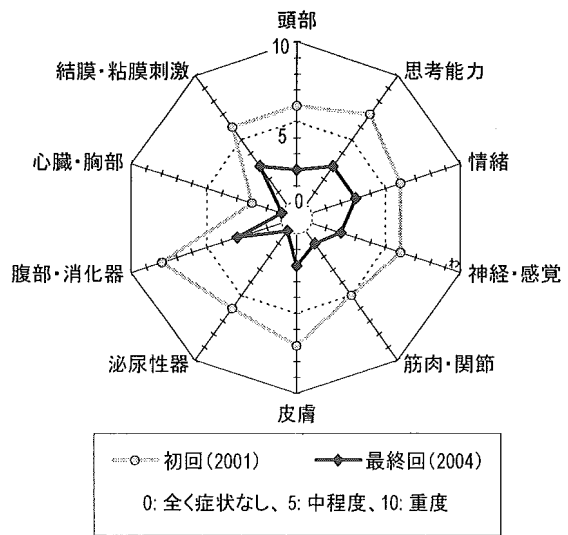 頭部
10
結膜・粘膜刺激
思考能力
5
心臓・胸部
情緒
0
腹部・消化器
神経・感覚
泌尿性器
筋肉・関節
皮膚
初回(2001)
最終回(2004)
0: 全く症状なし、5: 中程度、10: 重度